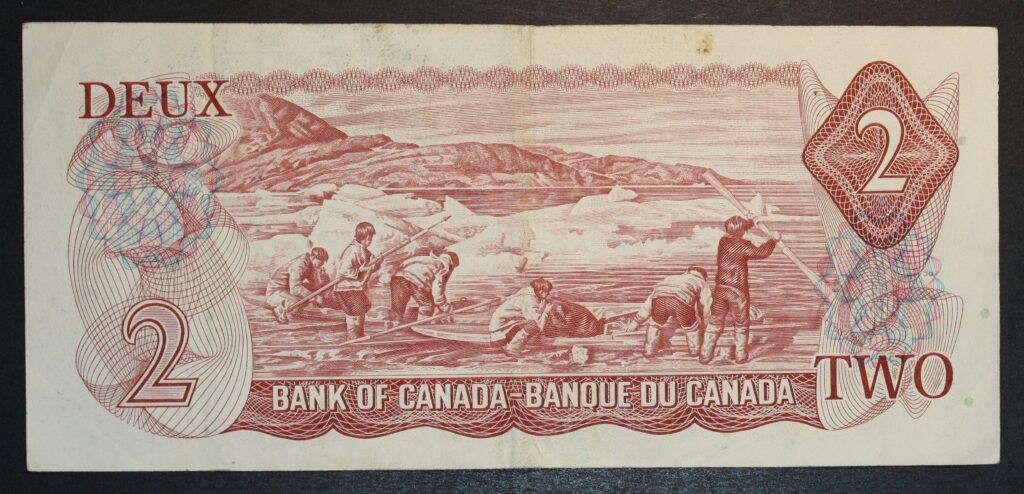 DEUX
2
2
BANK OF CANADA-BANQUE DU CANADA
TWO